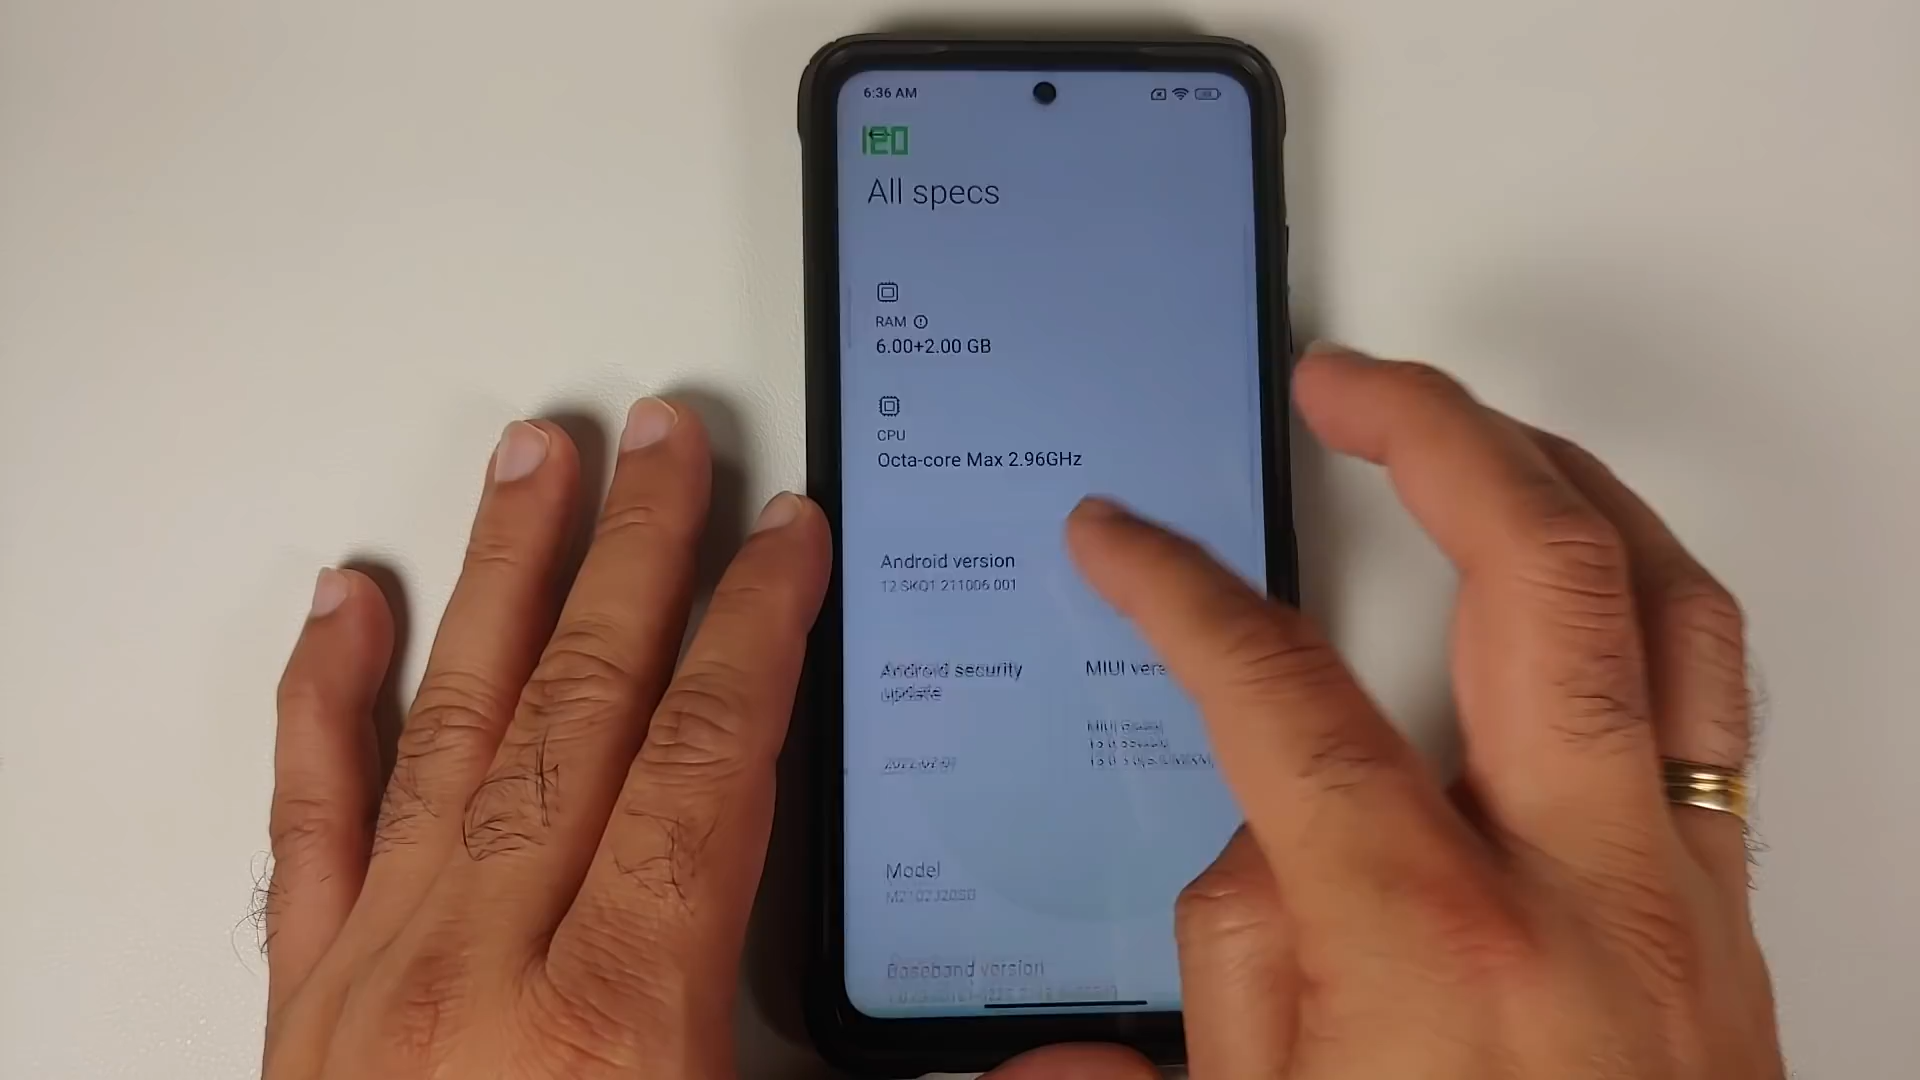 6:36 AM
120
All specs
RAM
6.00+2.00 GB
CPU
Octa-core Max 2.96GHz
Android version
12 SKQ1.211006.001
Android security
update
MIUI
Model
M2102J20SG
Baseband version